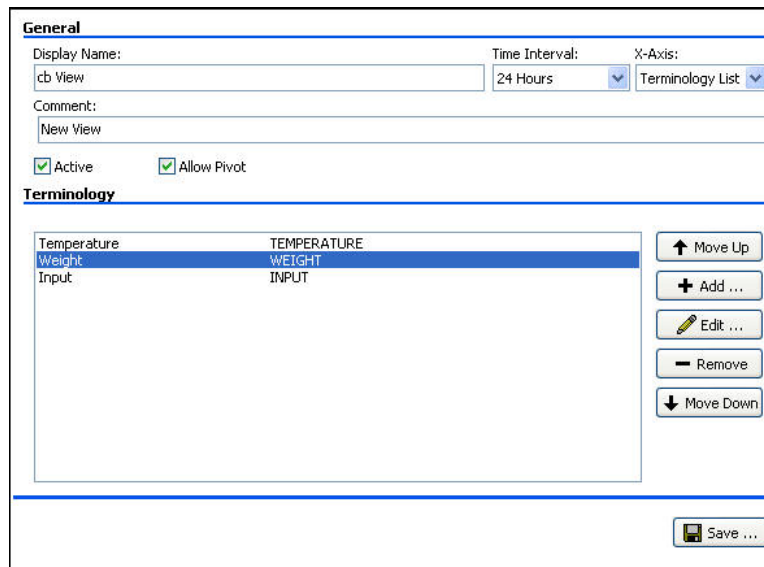 General
Display Name: Time Interval: X-Axis:
cb View 24 Hours Terminology List
Comment:
New View
Active Allow Pivot
Terminology
Temperature TEMPERATURE
Weight WEIGHT
Input INPUT
Move Up
Add ...
Edit ...
Remove
Move Down
Save ...